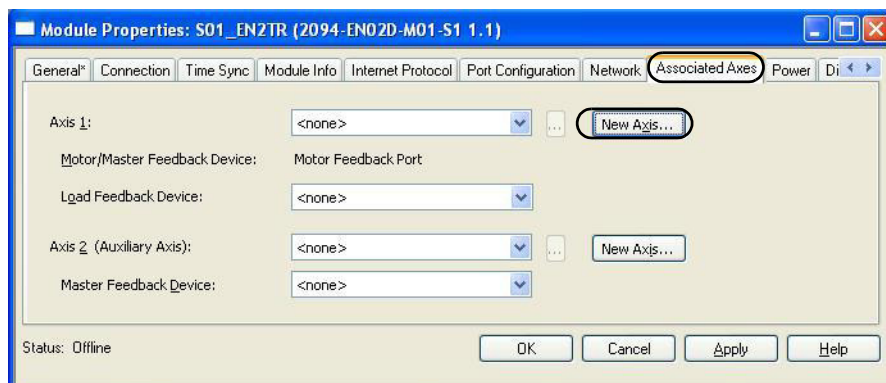 Module Properties: S01_EN2TR (2094-EN02D-M01-S1 1.1)
General* Connection Time Sync Module Info Internet Protocol Port Configuration Network Associated Axes Power Di
Axis 1: <none> ... New Axis...
Motor/Master Feedback Device: Motor Feedback Port
Load Feedback Device: <none>
Axis 2 (Auxiliary Axis): <none> ... New Axis...
Master Feedback Device: <none>
Status: Offline OK Cancel Apply Help